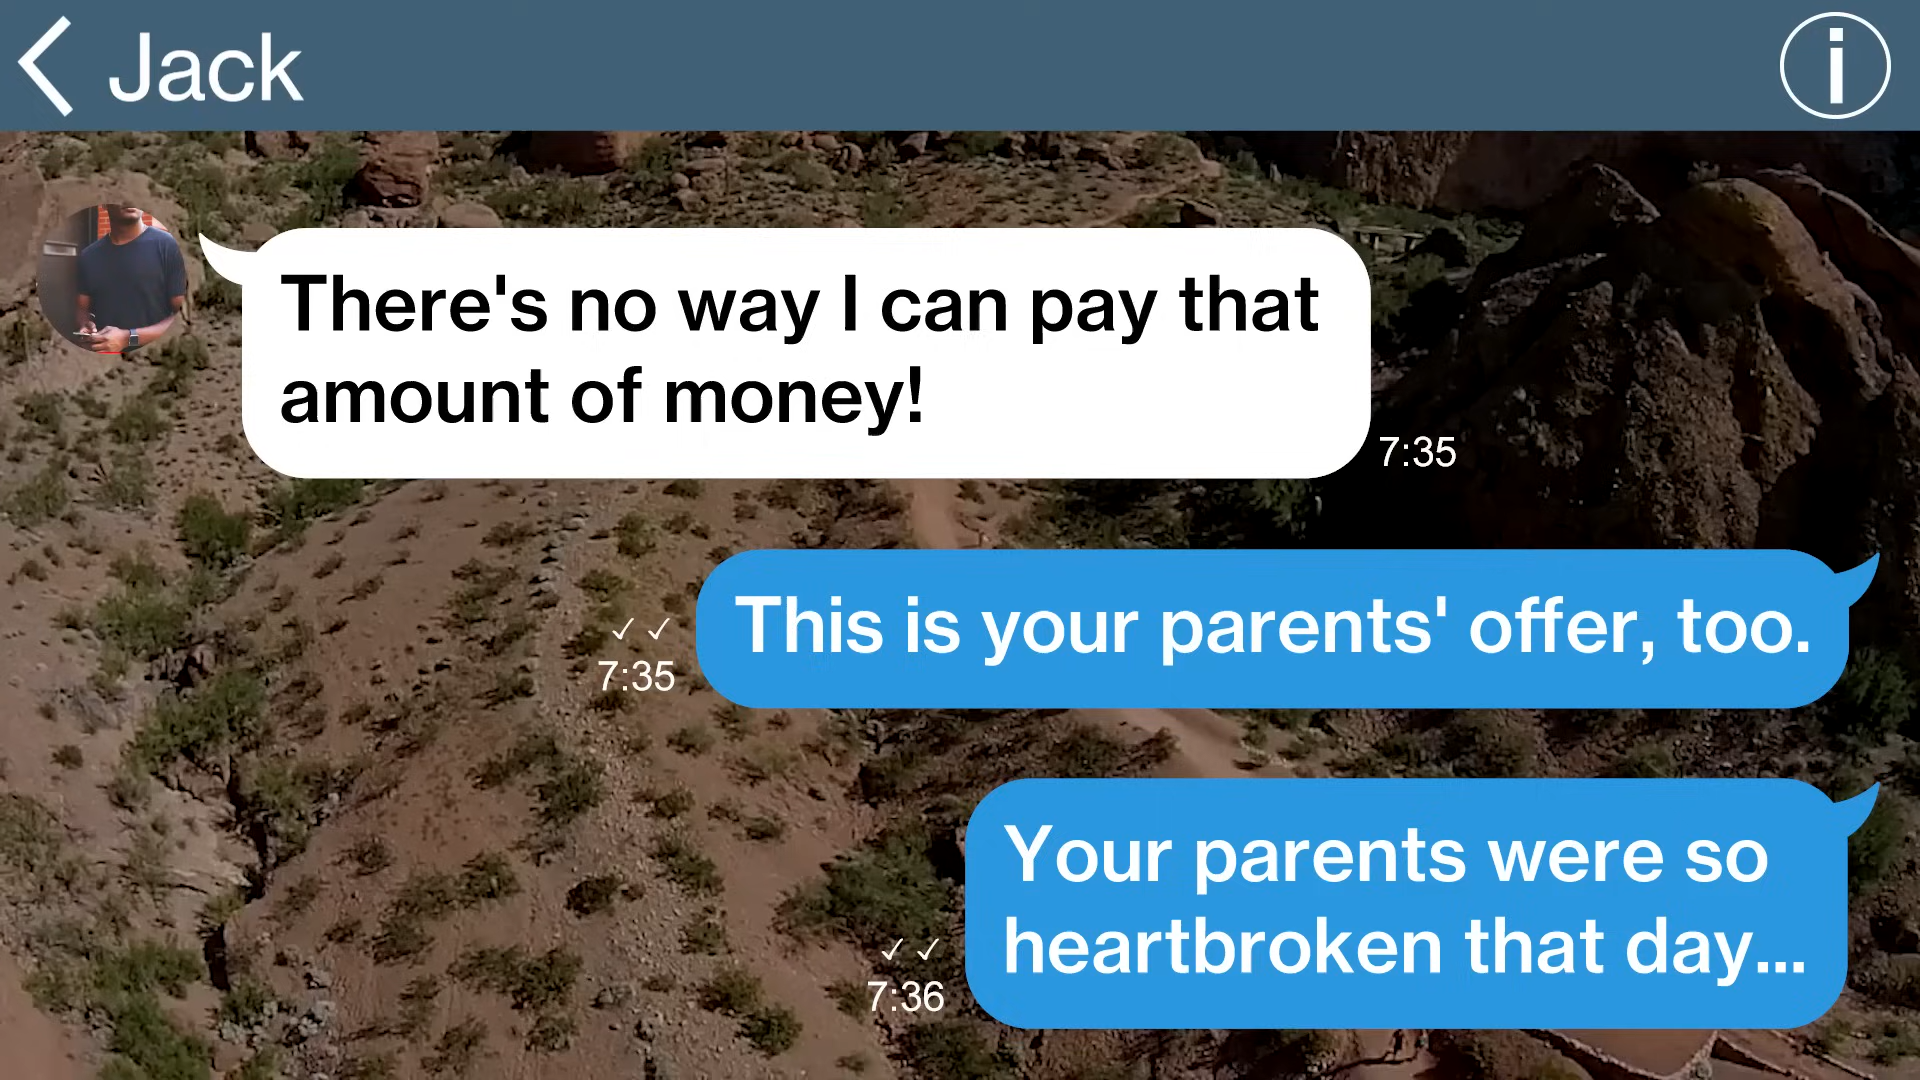 Jack
There's no way I can pay that
amount of money!
7:35
This is your parents' offer, too.
✓ ✓
7:35
Your parents were so
heartbroken that day...
✓ ✓
7:36